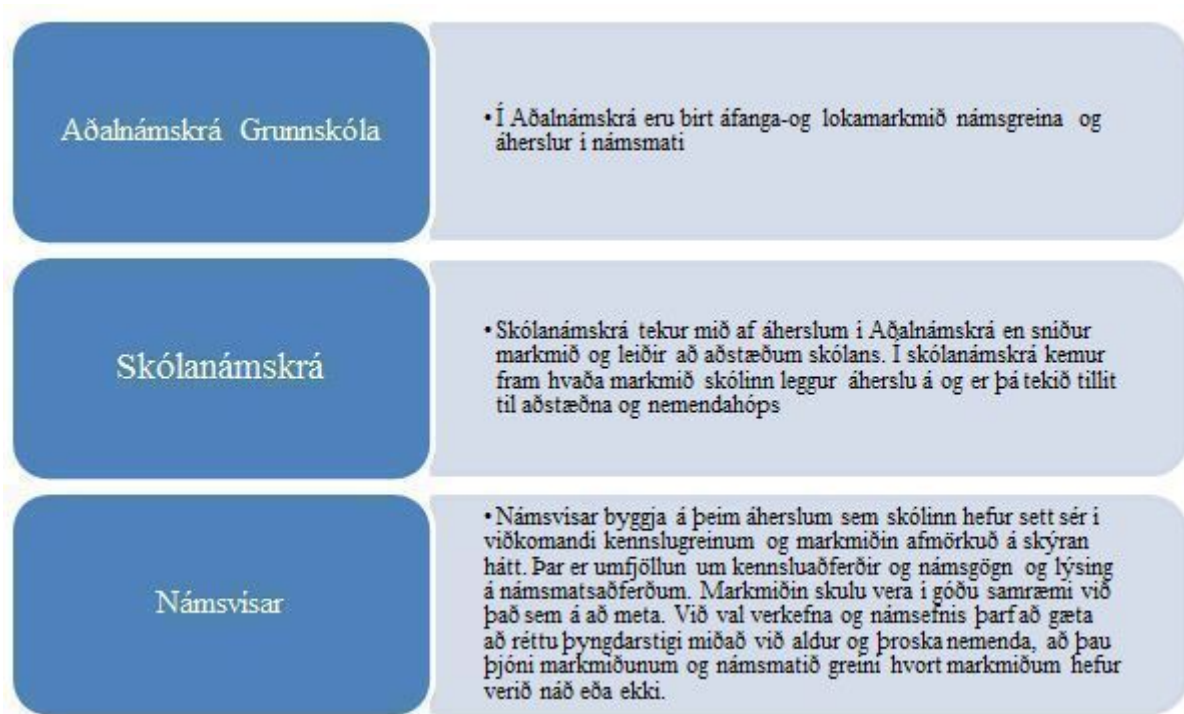 Aðalnámskrá Grunnskóla
• Í Aðalnámskrá eru birt áfanga-og lokamarkmið námsgreina og
áherslur í námsmati
Skólanámskrá
• Skólanámskrá tekur mið af áherslum í Aðalnámskrá en sniður
markmið og leiðir að aðstæðum skólans. Í skólanámskrá kemur
fram hvaða markmið skólinn leggur áherslu á og er þá tekið tillit
til aðstæðna og nemendahóps
Námsvísar
• Námsvísar byggja á þeim áherslum sem skólinn hefur sett sér í
viðkomandi kennslugreinum og markmiðin afmörkuð á skýran
hátt. Þar er umfjöllun um kennsluaðferðir og námsgögn og lýsing
á námsmatsaðferðum. Markmiðin skulu vera í góðu samræmi við
það sem á að meta. Við val verkefna og námsefnis þarf að gæta
að réttu þyngdarstigi miðað við aldur og þroska nemenda, að þau
þjóni markmiðunum og námsmatið greini hvort markmiðum hefur
verið náð eða ekki.